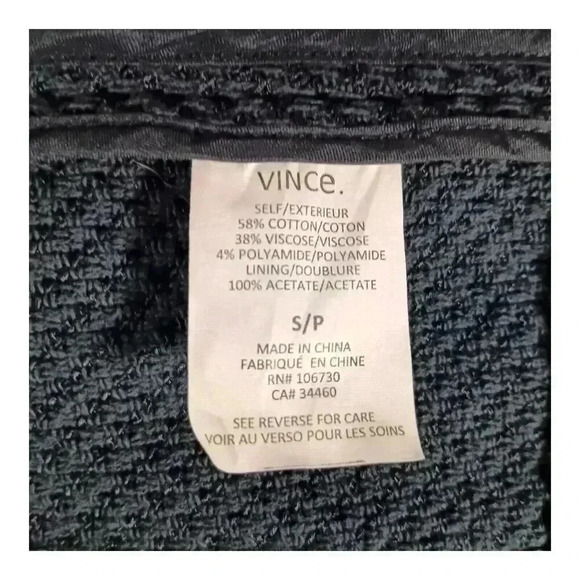 VINCe.
SELF/EXTERIEUR
58% COTTON/COTON
38% VISCOSE/VISCOSE
4% POLYAMIDE/POLYAMIDE
LINING/DOUBLURE
100% ACETATE/ACETATE
S/P
MADE IN CHINA
FABRIQUÉ EN CHINE
RN# 106730
CA# 34460
SEE REVERSE FOR CARE
VOIR AU VERSO POUR LES SOINS